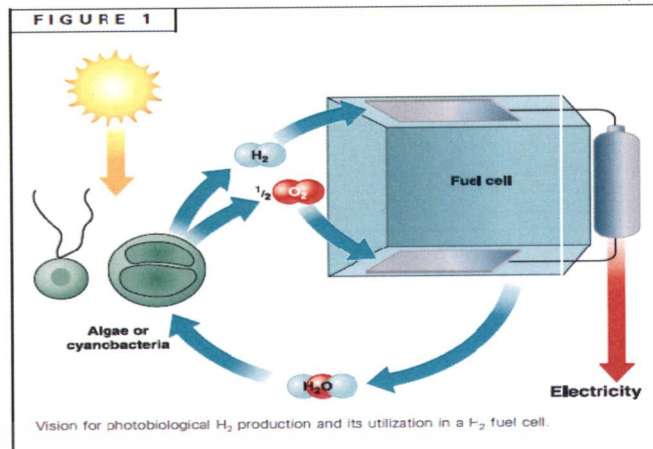 FIGURE 1
H₂
½ O₂
Fuel cell
Algae or
cyanobacteria
H₂O
Electricity
Vision for photobiological H₂ production and its utilization in a H₂ fuel cell.